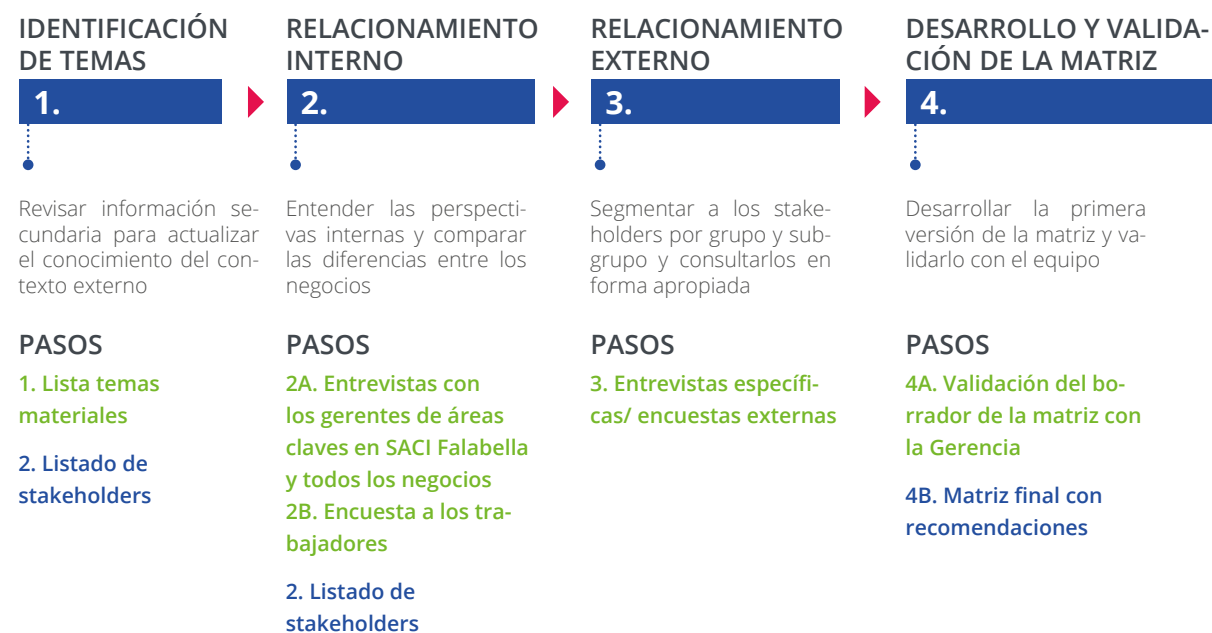 IDENTIFICACIÓN
DE TEMAS
1.
Revisar información se-
cundaria para actualizar
el conocimiento del con-
texto externo
PASOS
1. Lista temas
materiales
2. Listado de
stakeholders
RELACIONAMIENTO
INTERNO
2.
Entender las perspecti-
vas internas y comparar
las diferencias entre los
negocios
PASOS
2A. Entrevistas con
los gerentes de áreas
claves en SACI Falabella
y todos los negocios
2B. Encuesta a los tra-
bajadores
2. Listado de
stakeholders
RELACIONAMIENTO
EXTERNO
3.
Segmentar a los stake-
holders por grupo y sub-
grupo y consultarlos en
forma apropiada
PASOS
3. Entrevistas específi-
cas/ encuestas externas
DESARROLLO Y VALIDA-
CIÓN DE LA MATRIZ
4.
Desarrollar la primera
versión de la matriz y va-
lidarlo con el equipo
PASOS
4A. Validación del bo-
rrador de la matriz con
la Gerencia
4B. Matriz final con
recomendaciones